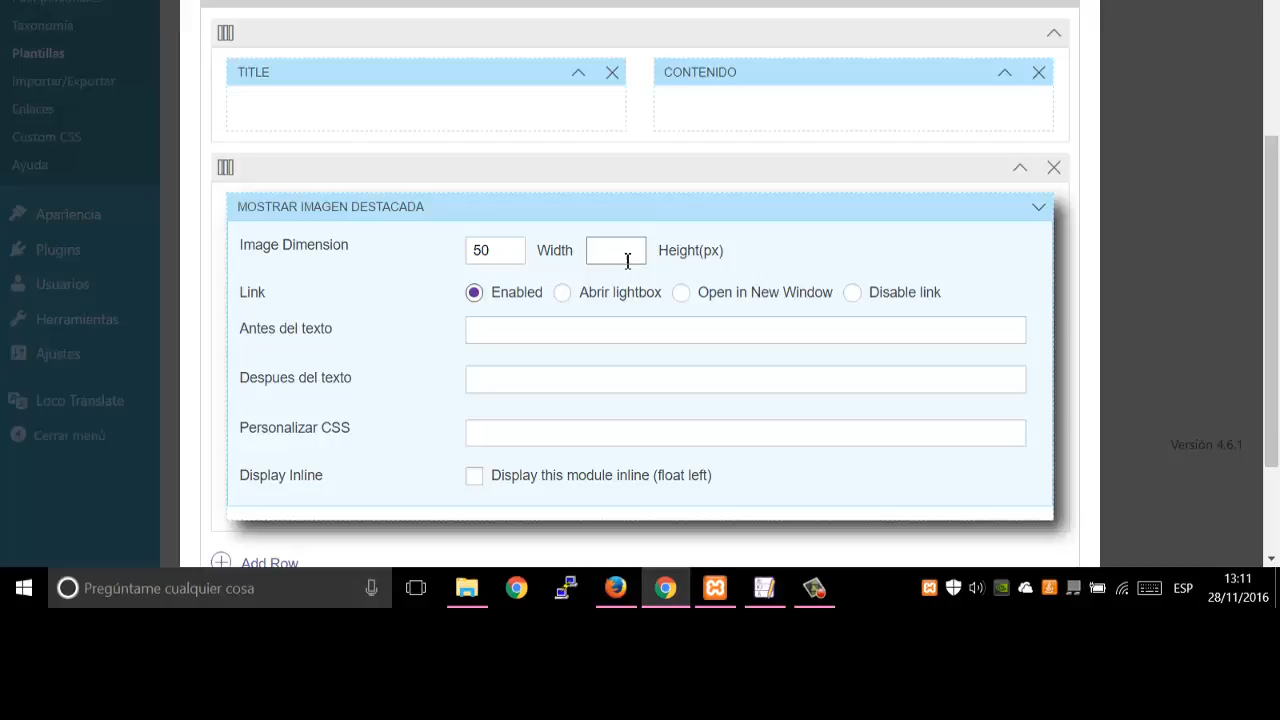 Taxonomía
Plantillas
Importar/Exportar
Enlaces
Custom CSS
Ayuda
Apariencia
Plugins
Usuarios
Herramientas
Ajustes
Loco Translate
Cerrar menú
TITLE
CONTENIDO
MOSTRAR IMAGEN DESTACADA
Image Dimension 50 Width Height(px)
Link Enabled Abrir lightbox Open in New Window Disable link
Antes del texto
Despues del texto
Personalizar CSS
Display Inline Display this module inline (float left)
Add Row
Versión 4.6.1
Pregúntame cualquier cosa
ESP
13:11
28/11/2016